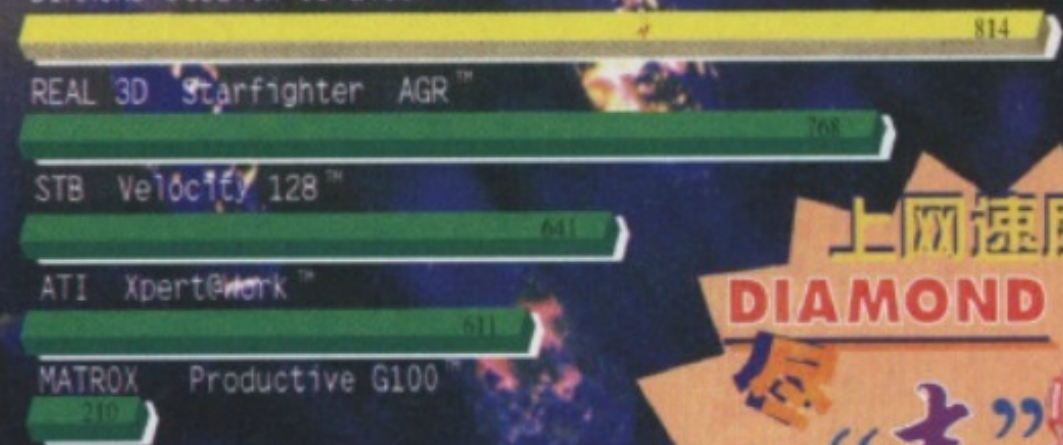 814
REAL 3D Starfighter AGR™
768
STB Velocity 128™
641
ATI Xpert@Work™
611
MATROX Productive G100™
210
上网速
DIAMOND
“大”